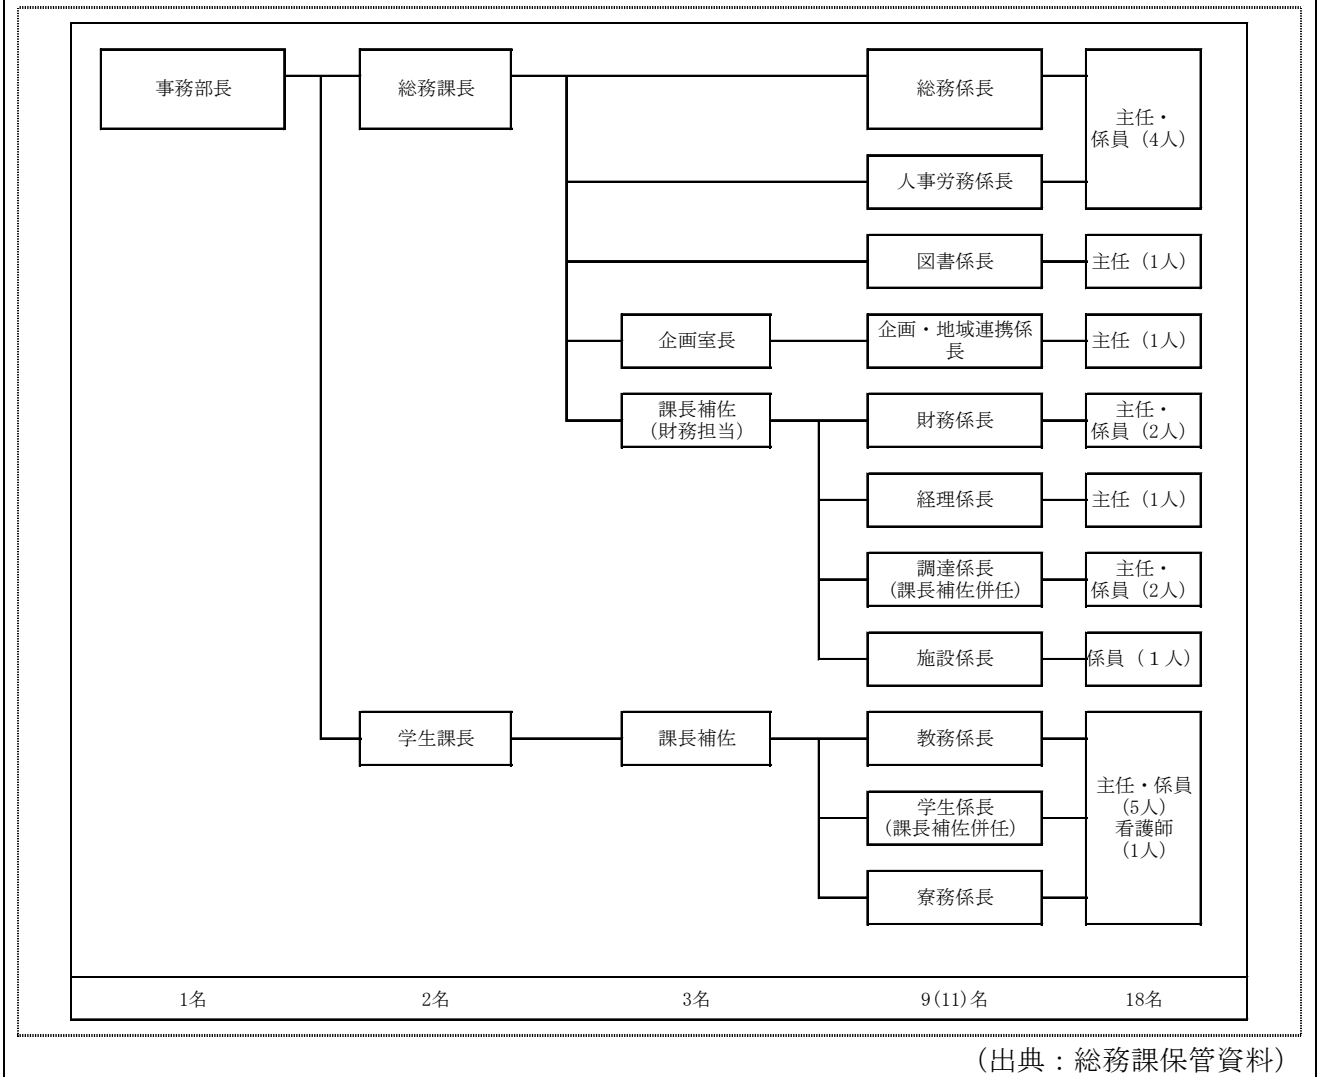 事務部長
総務課長
総務係長
主任・
係員（4人）
人事労務係長
図書係長
主任（1人）
企画室長
企画・地域連携係
長
主任（1人）
課長補佐
(財務担当)
財務係長
主任・
係員（2人）
経理係長
主任（1人）
調達係長
(課長補佐併任)
主任・
係員（2人）
施設係長
係員（１人）
学生課長
課長補佐
教務係長
主任・係員
(5人)
看護師
(1人)
学生係長
(課長補佐併任)
寮務係長
1名
2名
3名
9(11)名
18名
（出典：総務課保管資料）